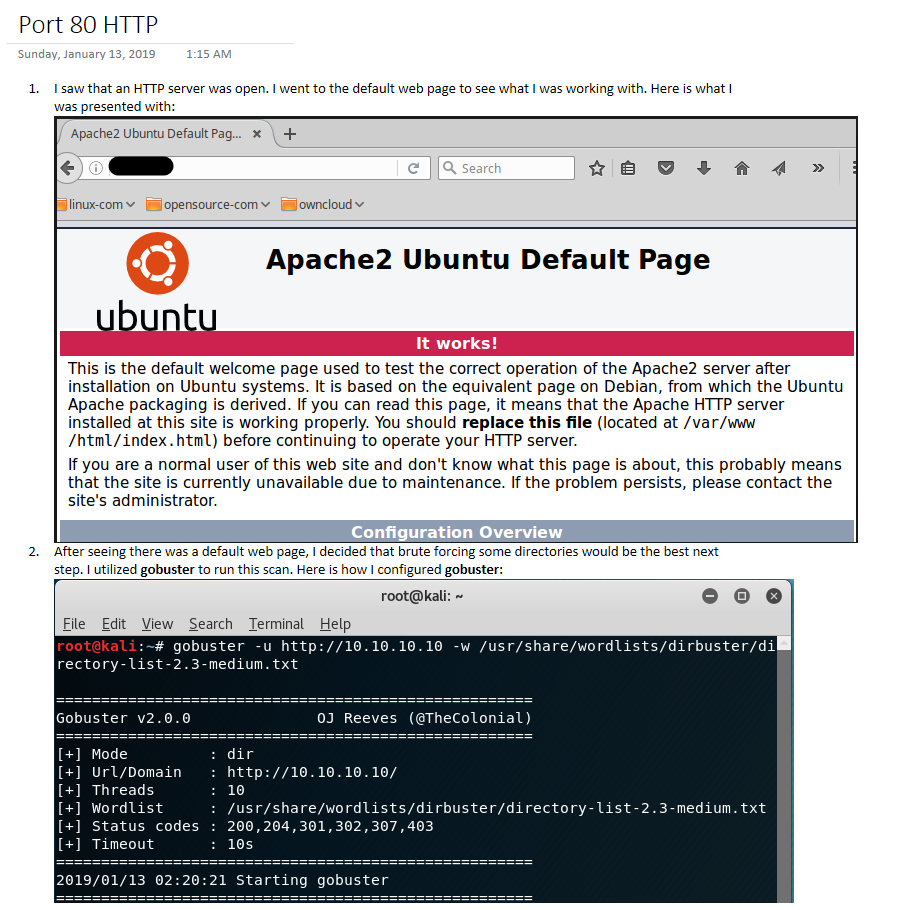 Port 80 HTTP
Sunday, January 13, 2019 1:15 AM
1. I saw that an HTTP server was open. I went to the default web page to see what I was working with. Here is what I
was presented with:
Apache2 Ubuntu Default Pag... × +
Search
linux-com opensource-com owncloud
Apache2 Ubuntu Default Page
ubuntu
It works!
This is the default welcome page used to test the correct operation of the Apache2 server after
installation on Ubuntu systems. It is based on the equivalent page on Debian, from which the Ubuntu
Apache packaging is derived. If you can read this page, it means that the Apache HTTP server
installed at this site is working properly. You should replace this file (located at /var/www
/html/index.html) before continuing to operate your HTTP server.
If you are a normal user of this web site and don't know what this page is about, this probably means
that the site is currently unavailable due to maintenance. If the problem persists, please contact the
site's administrator.
Configuration Overview
2. After seeing there was a default web page, I decided that brute forcing some directories would be the best next
step. I utilized gobuster to run this scan. Here is how I configured gobuster:
root@kali: ~
File Edit View Search Terminal Help
root@kali:~# gobuster -u http://10.10.10.10 -w /usr/share/wordlists/dirbuster/di
rectory-list-2.3-medium.txt
=====================================================
Gobuster v2.0.0 OJ Reeves (@TheColonial)
=====================================================
[+] Mode : dir
[+] Url/Domain : http://10.10.10.10/
[+] Threads : 10
[+] Wordlist : /usr/share/wordlists/dirbuster/directory-list-2.3-medium.txt
[+] Status codes : 200,204,301,302,307,403
[+] Timeout : 10s
=====================================================
2019/01/13 02:20:21 Starting gobuster
=====================================================